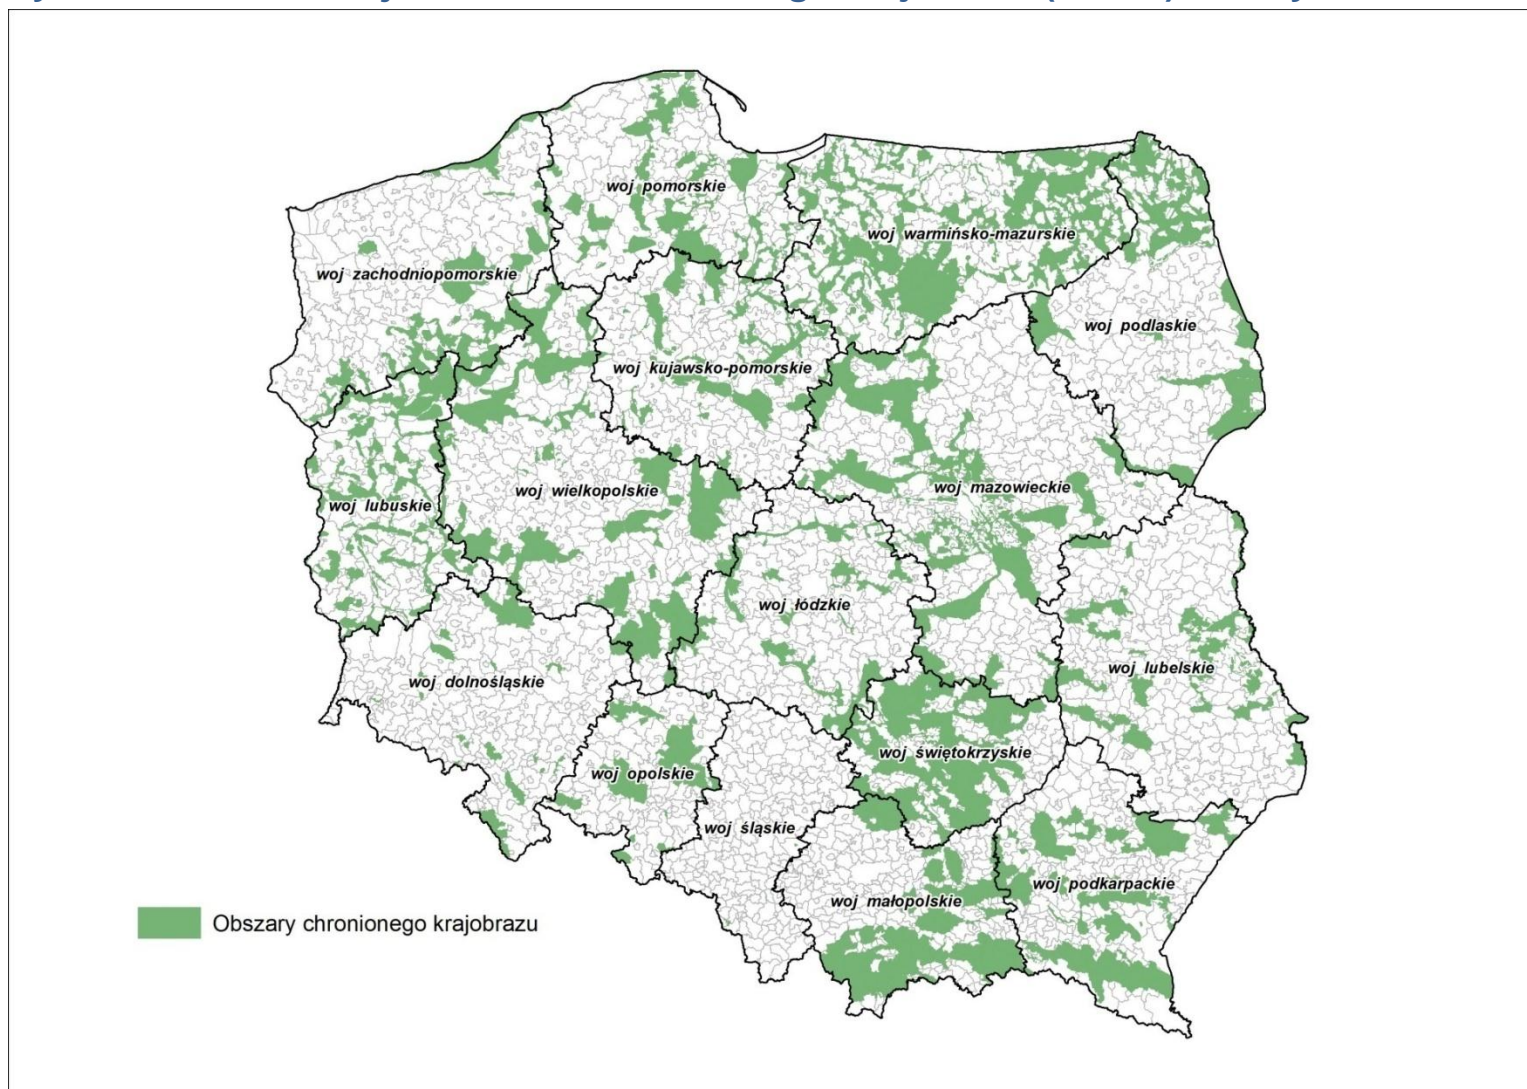 woj pomorskie
woj warmińsko-mazurskie
woj zachodniopomorskie
woj podlaskie
woj kujawsko-pomorskie
woj mazowieckie
woj wielkopolskie
woj lubuskie
woj łódzkie
woj lubelskie
woj dolnośląskie
woj świętokrzyskie
woj opolskie
woj śląskie
woj podkarpackie
woj małopolskie
Obszary chronionego krajobrazu